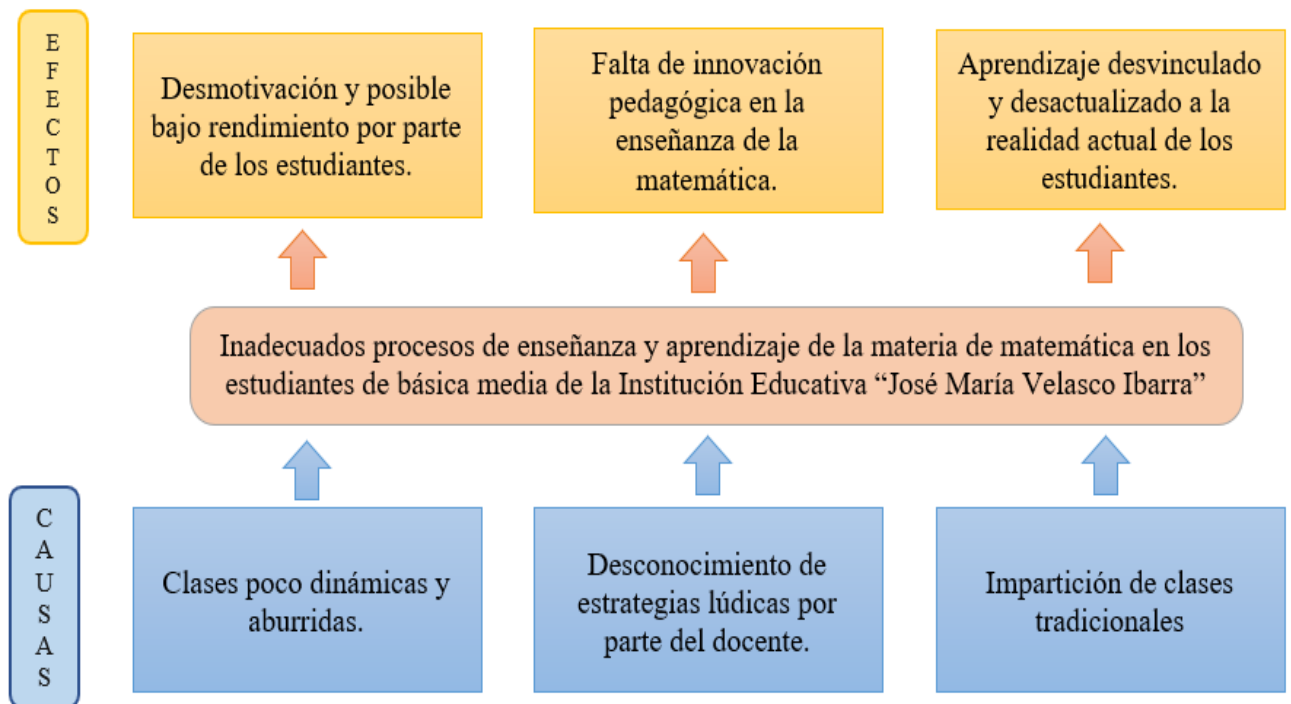 EFECTOS
Desmotivación y posible
bajo rendimiento por parte
de los estudiantes.
Falta de innovación
pedagógica en la
enseñanza de la
matemática.
Aprendizaje desvinculado
y desactualizado a la
realidad actual de los
estudiantes.
Inadecuados procesos de enseñanza y aprendizaje de la materia de matemática en los
estudiantes de básica media de la Institución Educativa “José María Velasco Ibarra”
CAUSAS
Clases poco dinámicas y
aburridas.
Desconocimiento de
estrategias lúdicas por
parte del docente.
Impartición de clases
tradicionales